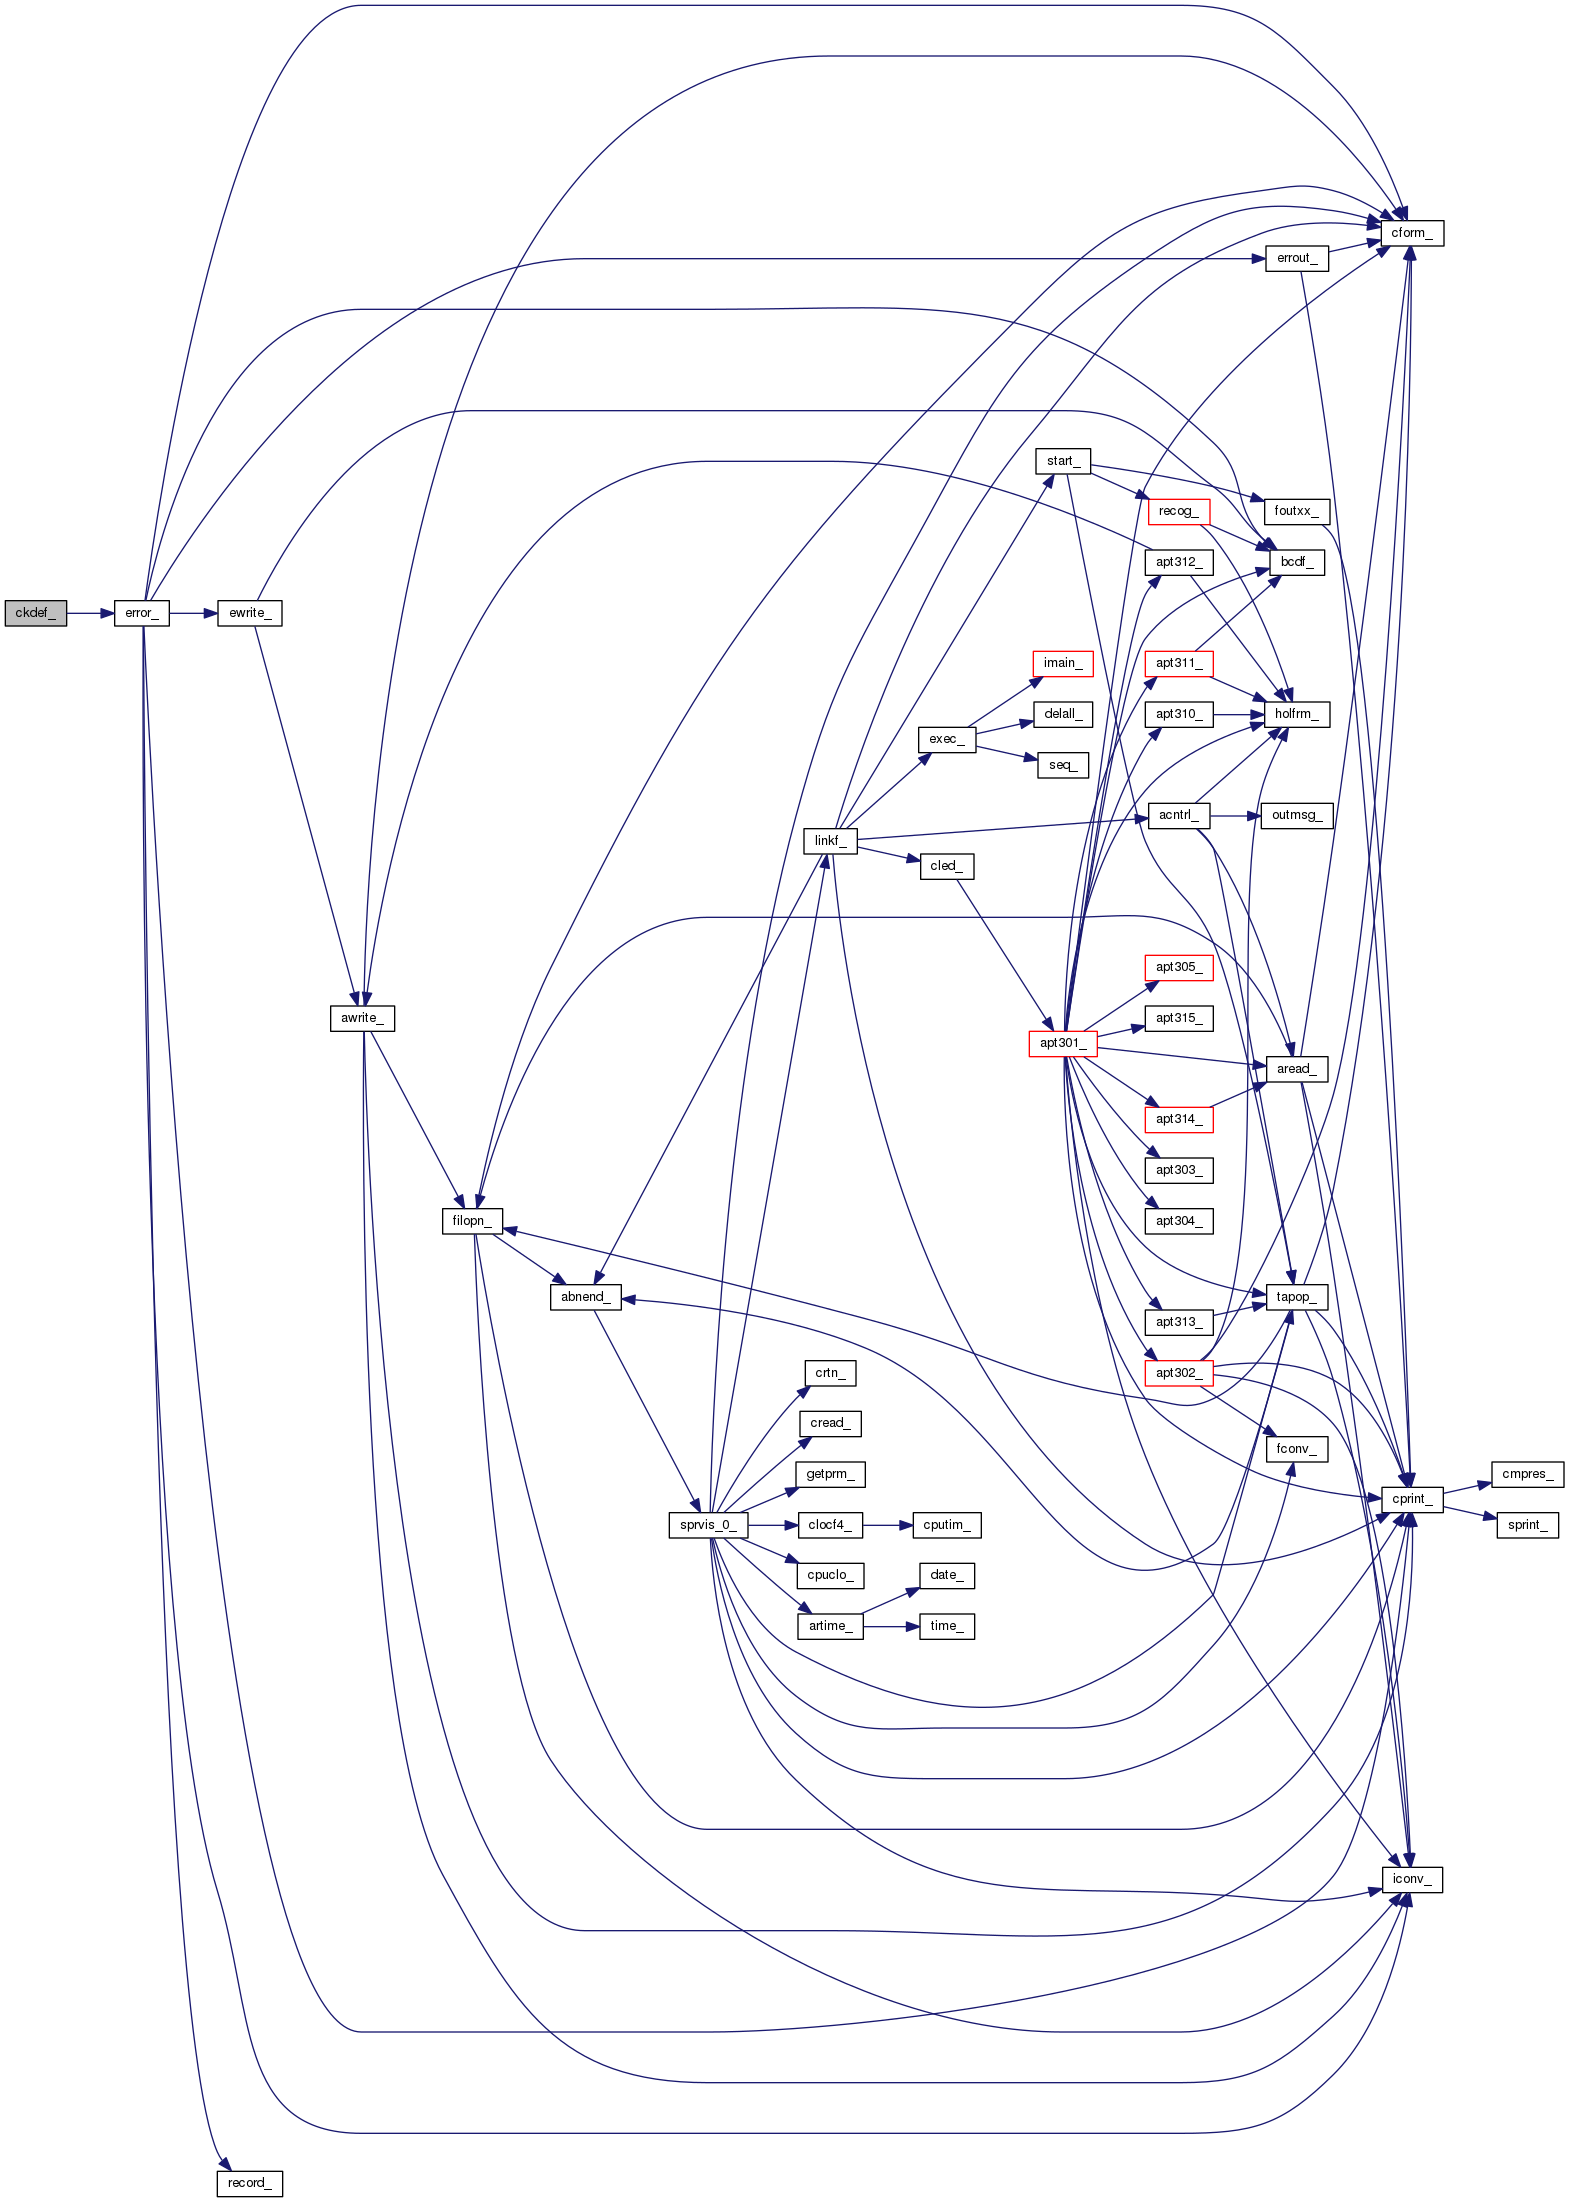 ckdef_
error_
ewrite_
record_
awrite_
filopn_
abnend_
sprvis_0_
linkf_
crtn_
cread_
getprm_
clocf4_
cpuclo_
artime_
exec_
cled_
cputim_
date_
time_
start_
imain_
delall_
seq_
apt301_
recog_
apt312_
apt311_
apt310_
acntrl_
apt305_
apt315_
apt314_
apt303_
apt304_
apt313_
apt302_
errout_
foutxx_
bcdf_
holfrm_
outmsg_
aread_
tapop_
fconv_
cform_
cprint_
iconv_
cmpres_
sprint_